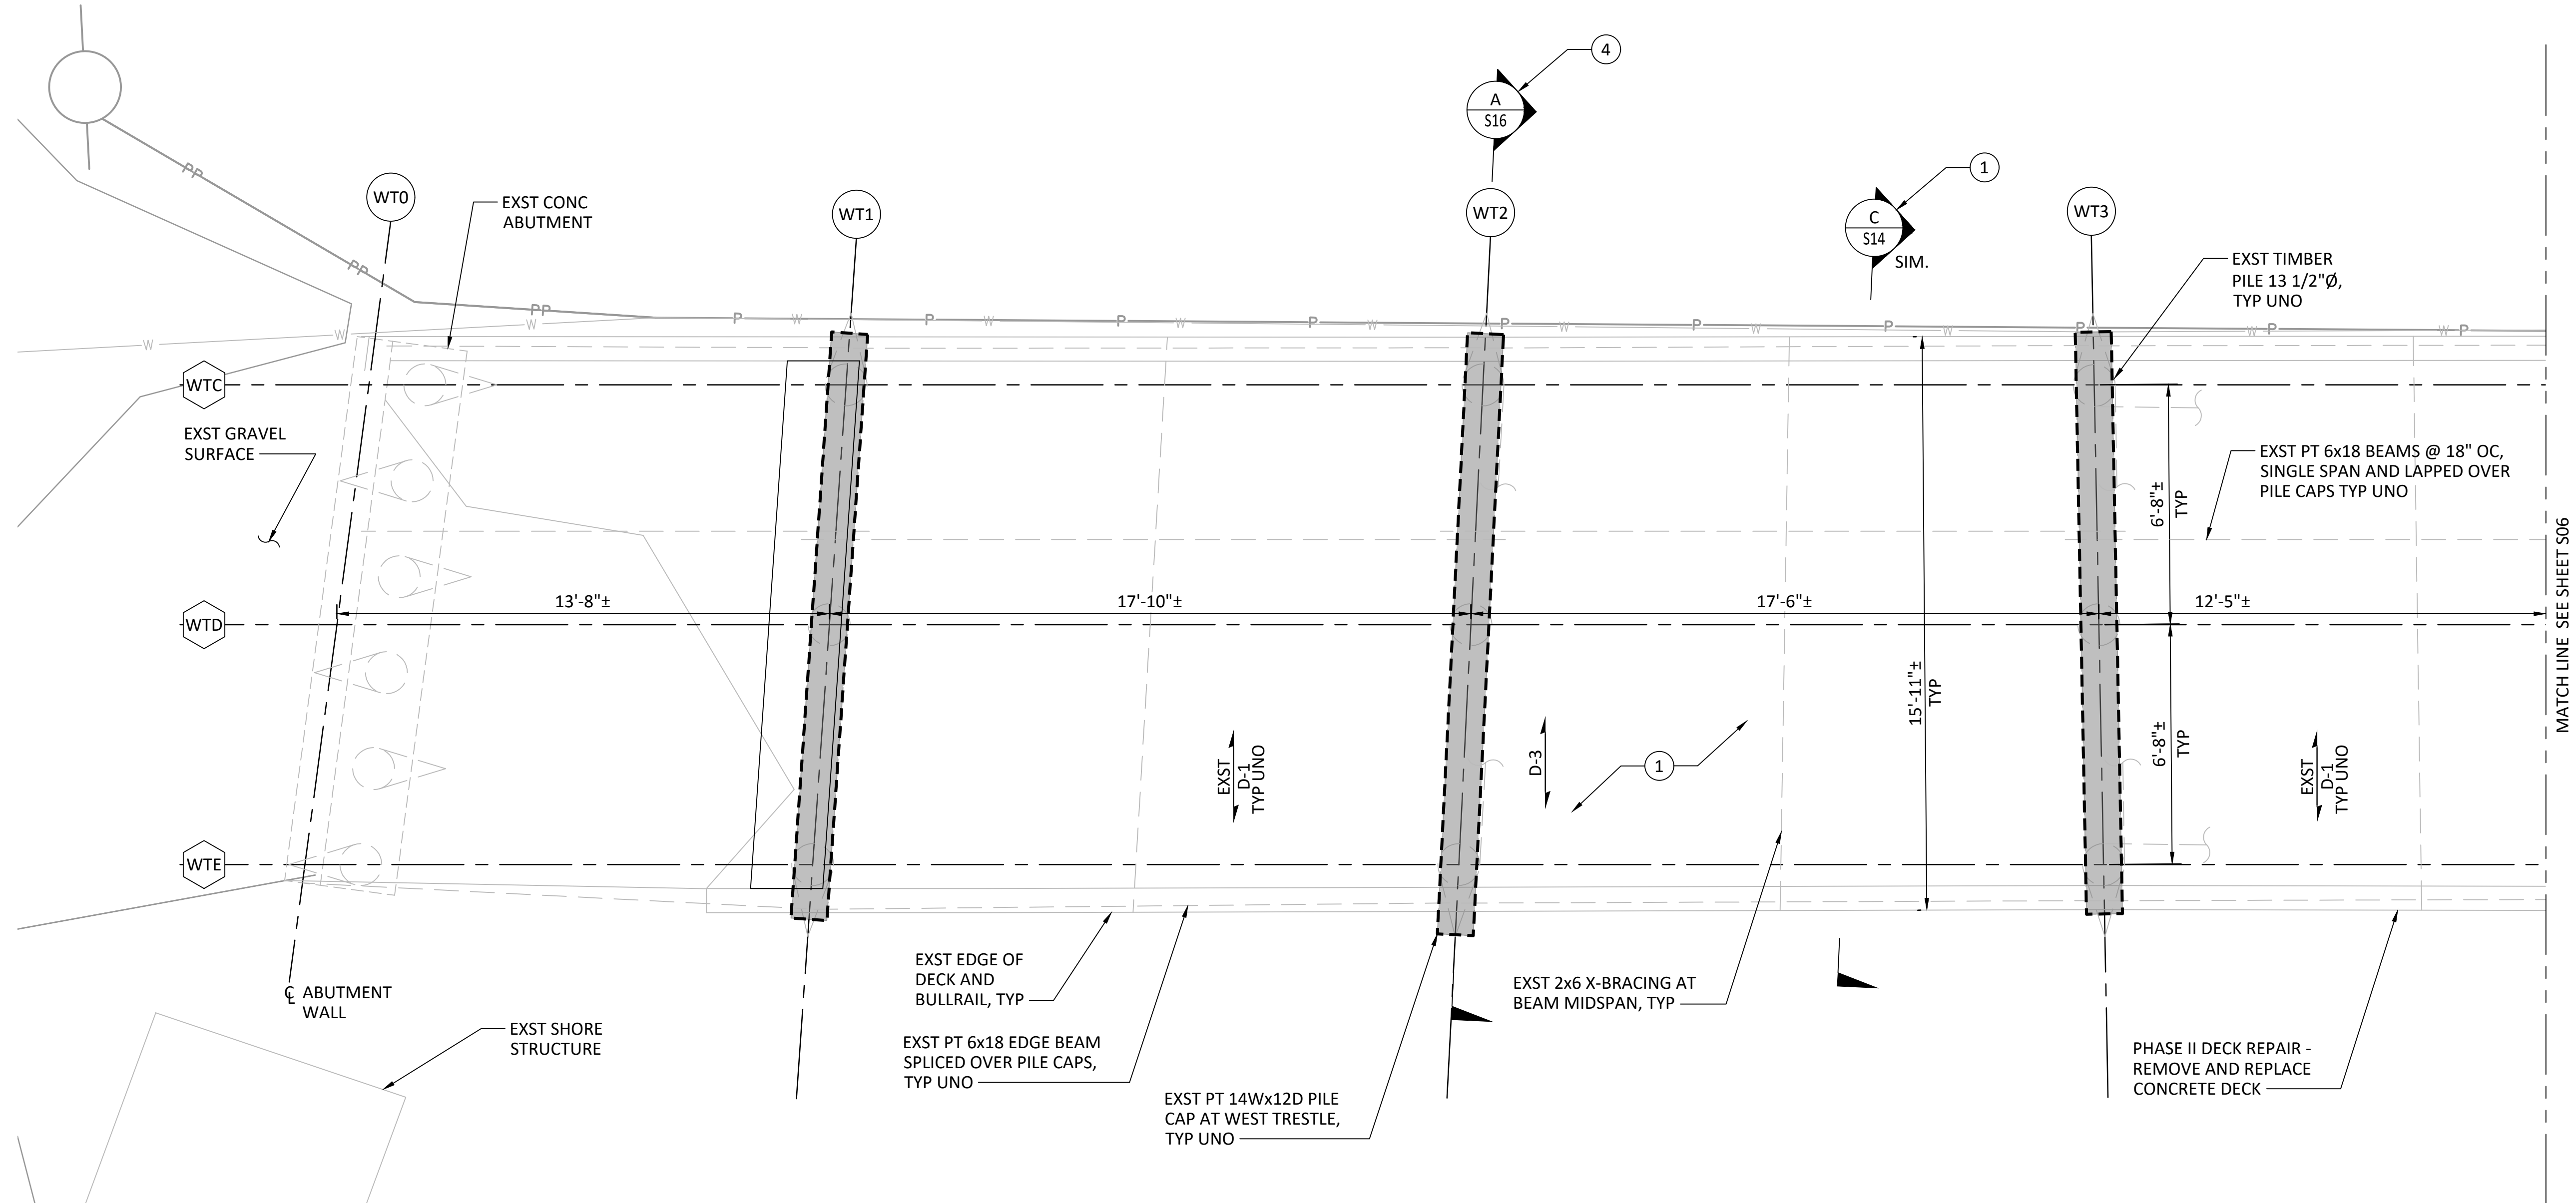 4
A
S16
1
C
S14
SIM.
WT0
WT1
WT2
WT3
EXST CONC
ABUTMENT
EXST TIMBER
PILE 13 1/2"Ø,
TYP UNO
PP
PP
PP
P
P
P
P
P
P
P
P
P
P
W
W
W
W
W
W
W
W
W
W
W
W
WTC
EXST GRAVEL
SURFACE
EXST PT 6x18 BEAMS @ 18" OC,
SINGLE SPAN AND LAPPED OVER
PILE CAPS TYP UNO
6'-8"±
TYP
MATCH LINE SEE SHEET S06
WTD
13'-8"±
17'-10"±
17'-6"±
12'-5"±
15'-11"±
TYP
6'-8"±
TYP
EXST
D-1
TYP UNO
D-3
1
EXST
D-1
TYP UNO
WTE
℄ ABUTMENT
WALL
EXST EDGE OF
DECK AND
BULLRAIL, TYP
EXST 2x6 X-BRACING AT
BEAM MIDSPAN, TYP
EXST SHORE
STRUCTURE
EXST PT 6x18 EDGE BEAM
SPLICED OVER PILE CAPS,
TYP UNO
EXST PT 14Wx12D PILE
CAP AT WEST TRESTLE,
TYP UNO
PHASE II DECK REPAIR -
REMOVE AND REPLACE
CONCRETE DECK